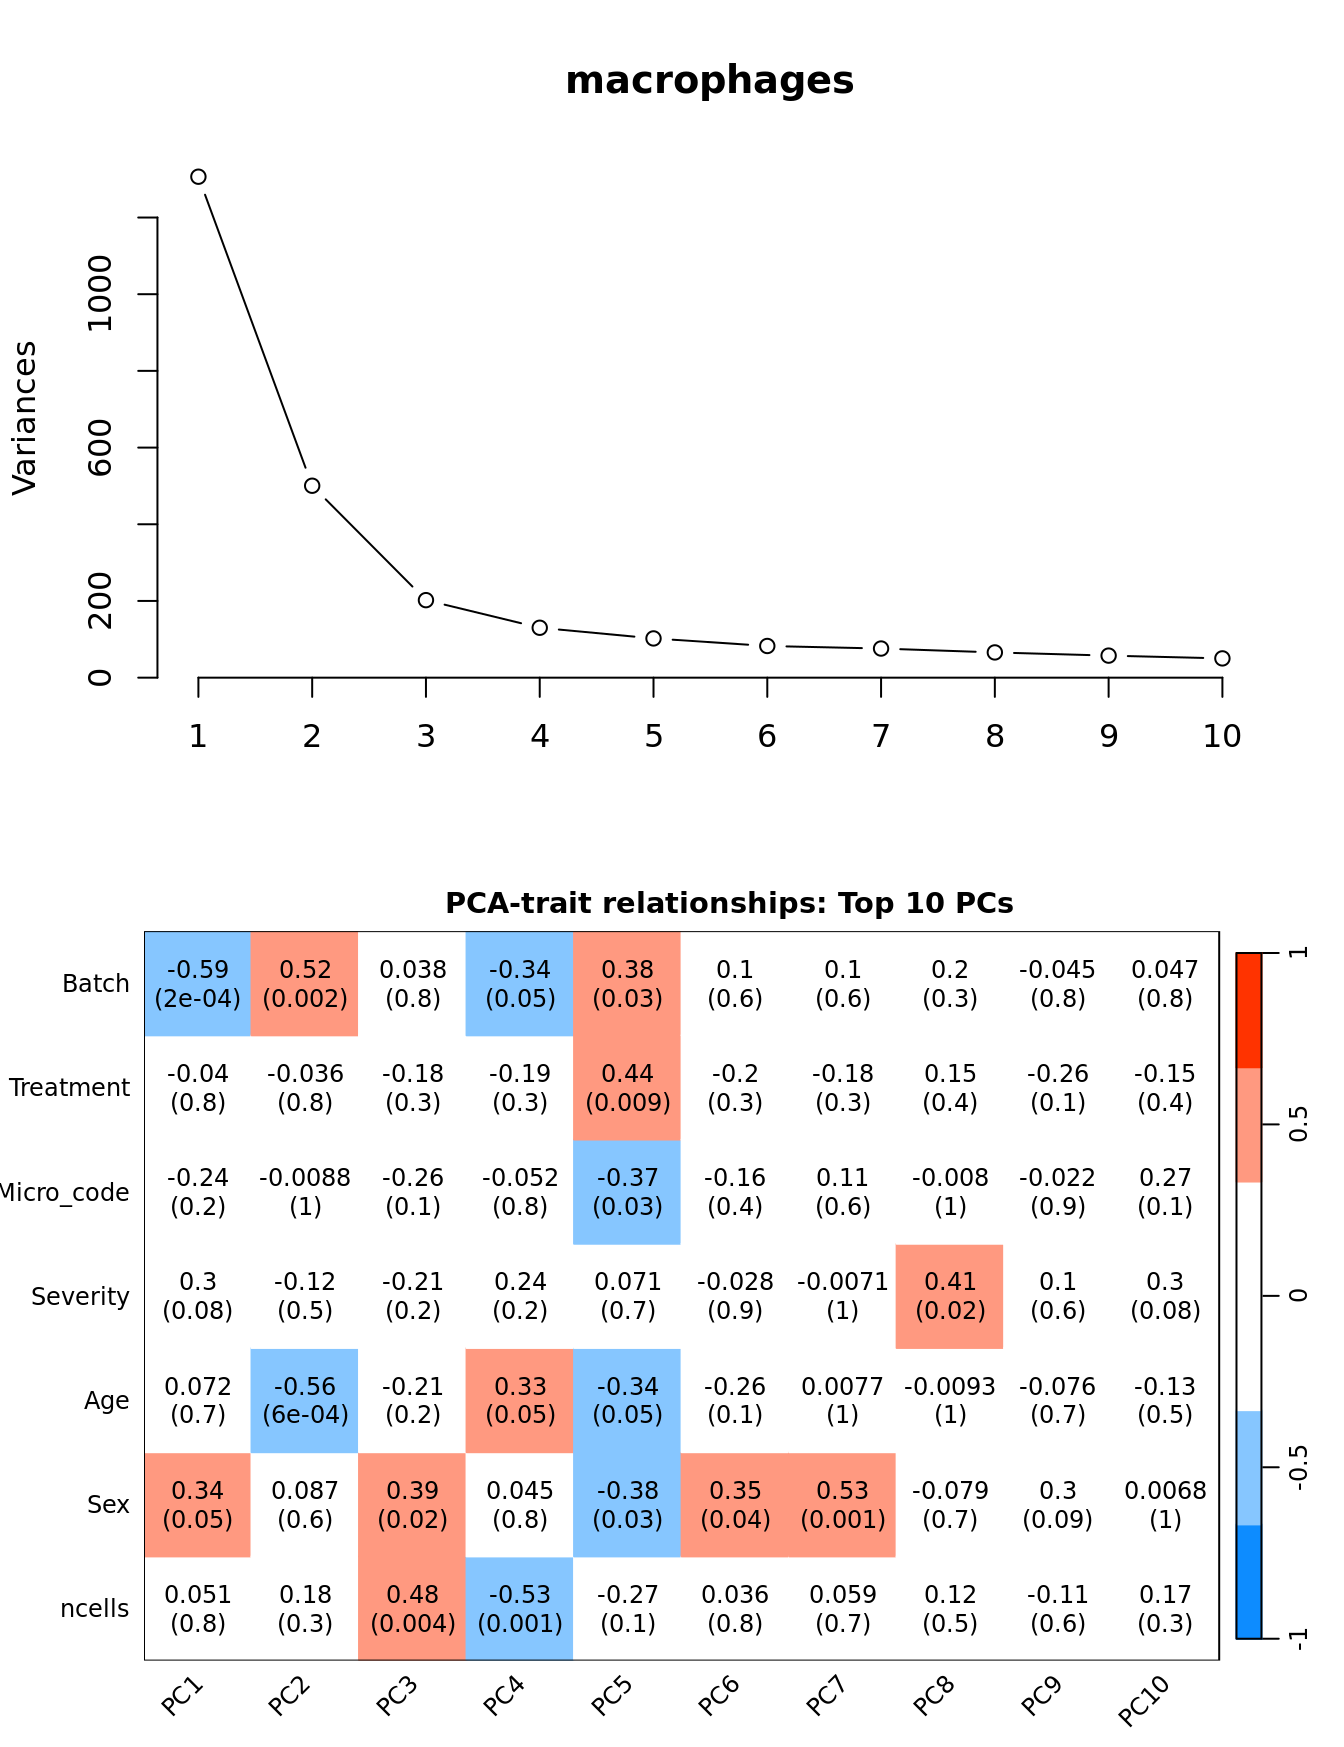 macrophages
Variances
1000
600
200
0
1 2 3 4 5 6 7 8 9 10
PCA-trait relationships: Top 10 PCs
Batch -0.59 0.52 0.038 -0.34 0.38 0.1 0.1 0.2 -0.045 0.047
(2e-04) (0.002) (0.8) (0.05) (0.03) (0.6) (0.6) (0.3) (0.8) (0.8)
Treatment -0.04 -0.036 -0.18 -0.19 0.44 -0.2 -0.18 0.15 -0.26 -0.15
(0.8) (0.8) (0.3) (0.3) (0.009) (0.3) (0.3) (0.4) (0.1) (0.4)
Micro_code -0.24 -0.0088 -0.26 -0.052 -0.37 -0.16 0.11 -0.008 -0.022 0.27
(0.2) (1) (0.1) (0.8) (0.03) (0.4) (0.6) (1) (0.9) (0.1)
Severity 0.3 -0.12 -0.21 0.24 0.071 -0.028 -0.0071 0.41 0.1 0.3
(0.08) (0.5) (0.2) (0.2) (0.7) (0.9) (1) (0.02) (0.6) (0.08)
Age 0.072 -0.56 -0.21 0.33 -0.34 -0.26 0.0077 -0.0093 -0.076 -0.13
(0.7) (6e-04) (0.2) (0.05) (0.05) (0.1) (1) (1) (0.7) (0.5)
Sex 0.34 0.087 0.39 0.045 -0.38 0.35 0.53 -0.079 0.3 0.0068
(0.05) (0.6) (0.02) (0.8) (0.03) (0.04) (0.001) (0.7) (0.09) (1)
ncells 0.051 0.18 0.48 -0.53 -0.27 0.036 0.059 0.12 -0.11 0.17
(0.8) (0.3) (0.004) (0.001) (0.1) (0.8) (0.7) (0.5) (0.6) (0.3)
PC1 PC2 PC3 PC4 PC5 PC6 PC7 PC8 PC9 PC10
1
0.5
0
-0.5
-1